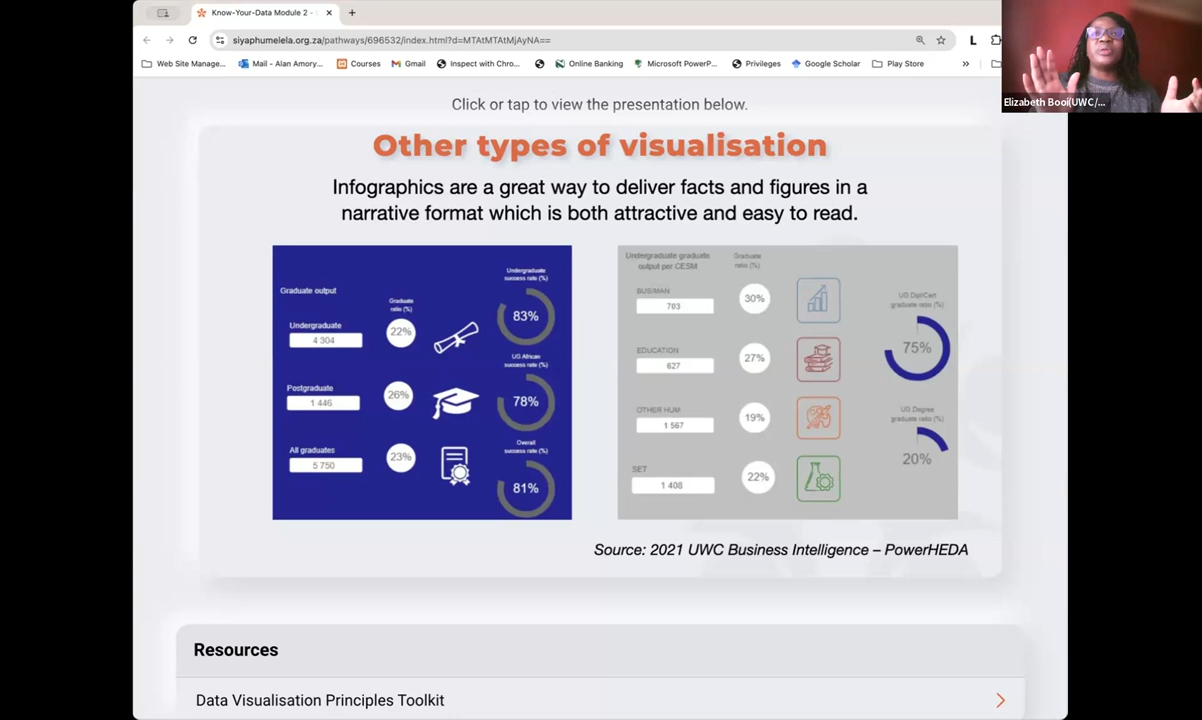 Know-Your-Data Module 2 -
siyaphumelela.org.za/pathways/696532/index.html?d=MTAtMTAtMjAyNA==
Web Site Manage...
Mail - Alan Amory...
Courses
Gmail
Inspect with Chro...
Online Banking
Microsoft PowerP...
Privileges
Google Scholar
Play Store
»
Elizabeth Booi(UWC/...
Click or tap to view the presentation below.
Other types of visualisation
Infographics are a great way to deliver facts and figures in a
narrative format which is both attractive and easy to read.
Graduate output
Graduate
ratio (%)
Undergraduate
success rate (%)
83%
Undergraduate
4 304
22%
UG African
success rate (%)
78%
Postgraduate
1 446
26%
Overall
success rate (%)
81%
All graduates
5 750
23%
Undergraduate graduate
output per CESM
Graduate
ratio (%)
BUS/MAN
703
30%
UG Dip/Cert
graduate ratio (%)
75%
EDUCATION
627
27%
OTHER HUM
1 567
19%
UG Degree
graduate ratio (%)
20%
SET
1 408
22%
Source: 2021 UWC Business Intelligence – PowerHEDA
Resources
Data Visualisation Principles Toolkit